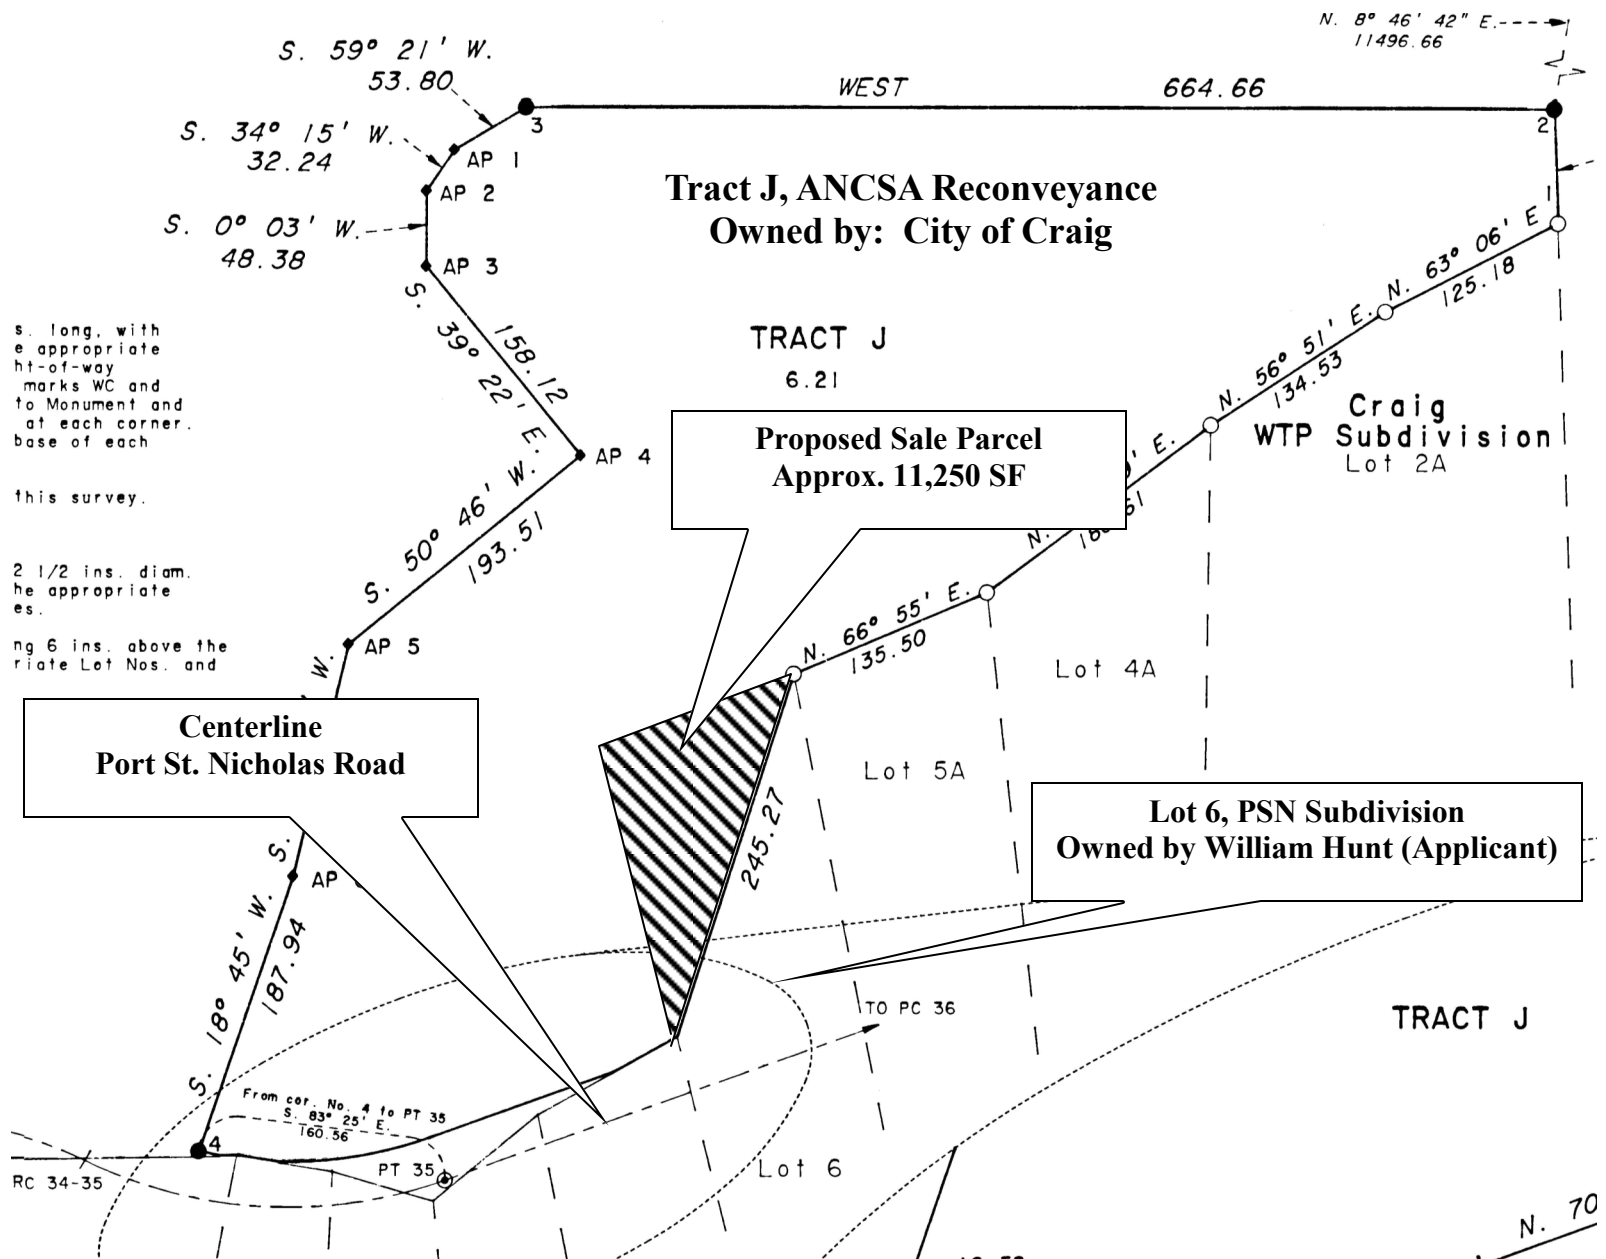 N. 8° 46' 42" E.
11496.66
S. 59° 21' W.
53.80
WEST 664.66
3
2
S. 34° 15' W.
32.24
AP 1
AP 2
Tract J, ANCSA Reconveyance
Owned by: City of Craig
1
S. 0° 03' W.
48.38
AP 3
N. 63° 06' E
125.18
S. 39° 22' E.
158.12
s. long, with
e appropriate
ht-of-way
marks WC and
to Monument and
at each corner.
base of each
TRACT J
6.21
N. 56° 51' E.
134.53
Craig
WTP Subdivision
Lot 2A
Proposed Sale Parcel
Approx. 11,250 SF
AP 4
this survey.
S. 50° 46' W.
193.51
N. E.
2 1/2 ins. diam.
he appropriate
es.
ng 6 ins. above the
riate Lot Nos. and
AP 5
N. 66° 55' E.
135.50
Lot 4A
W.
Centerline
Port St. Nicholas Road
Lot 5A
245.27
Lot 6, PSN Subdivision
Owned by William Hunt (Applicant)
S.
AP
S. 18° 45' W.
187.94
TO PC 36
TRACT J
From cor. No. 4 to PT 35
S. 83° 25' E.
160.56
4
PT 35
RC 34-35
Lot 6
N. 70